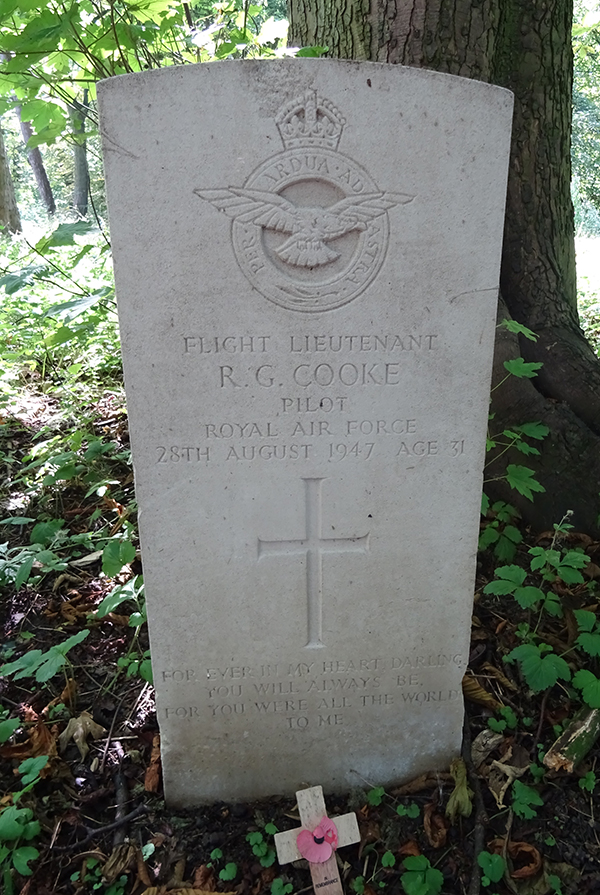 PER · ARDUA · AD ASTRA
FLIGHT LIEUTENANT
R. G. COOKE
PILOT
ROYAL AIR FORCE
28TH AUGUST 1947 AGE 31
FOR EVER IN MY HEART DARLING
YOU WILL ALWAYS BE,
FOR YOU WERE ALL THE WORLD
TO ME